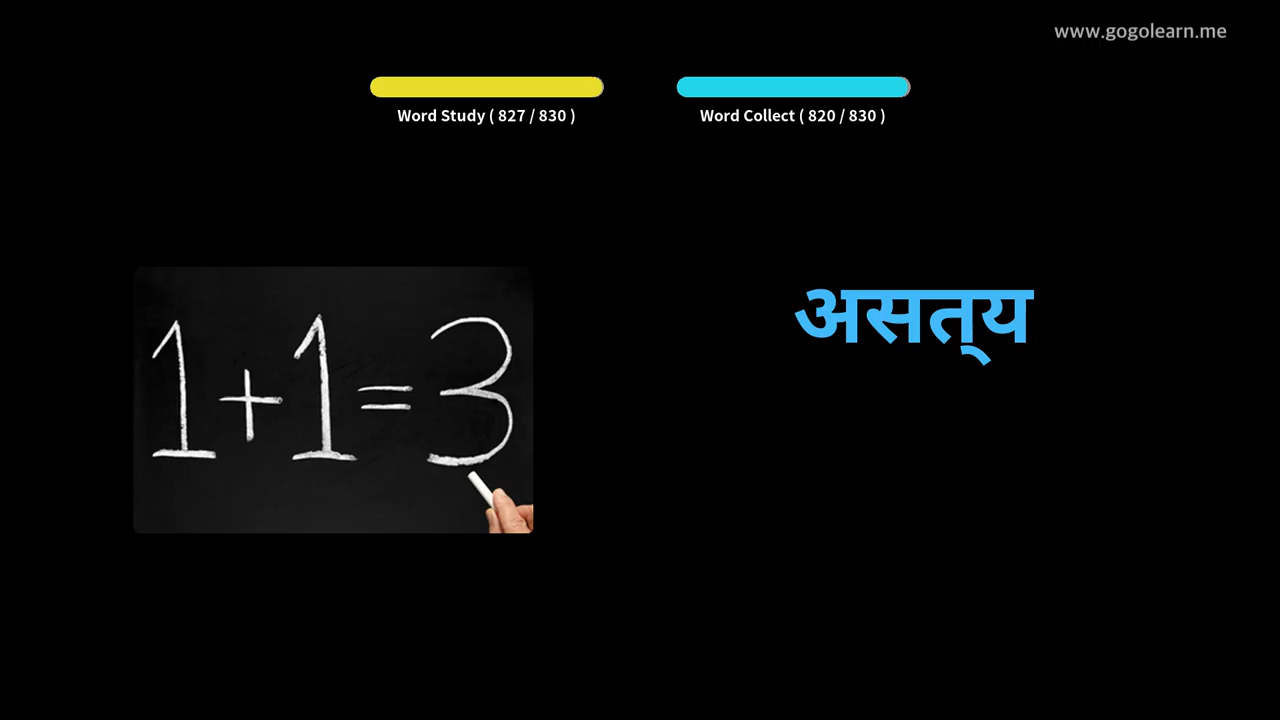 www.gogolearn.me
Word Study ( 827 / 830 )
Word Collect ( 820 / 830 )
असत्‌य
1+1=3